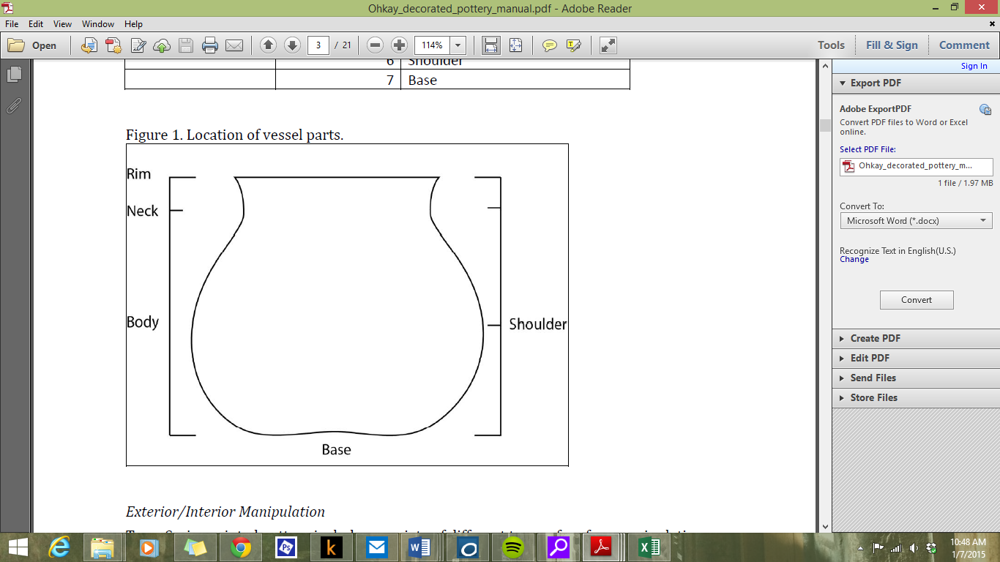 Ohkay_decorated_pottery_manual.pdf - Adobe Reader
File Edit View Window Help
Open 3 / 21 114% Tools Fill & Sign Comment
6 Shoulder
7 Base
Figure 1. Location of vessel parts.
Rim
Neck
Body
Shoulder
Base
Exterior/Interior Manipulation
Sign In
Export PDF
Adobe ExportPDF
Convert PDF files to Word or Excel
online.
Select PDF File:
Ohkay_decorated_pottery_m...
1 file / 1.97 MB
Convert To:
Microsoft Word (*.docx)
Recognize Text in English(U.S.)
Change
Convert
Create PDF
Edit PDF
Send Files
Store Files
10:48 AM
1/7/2015